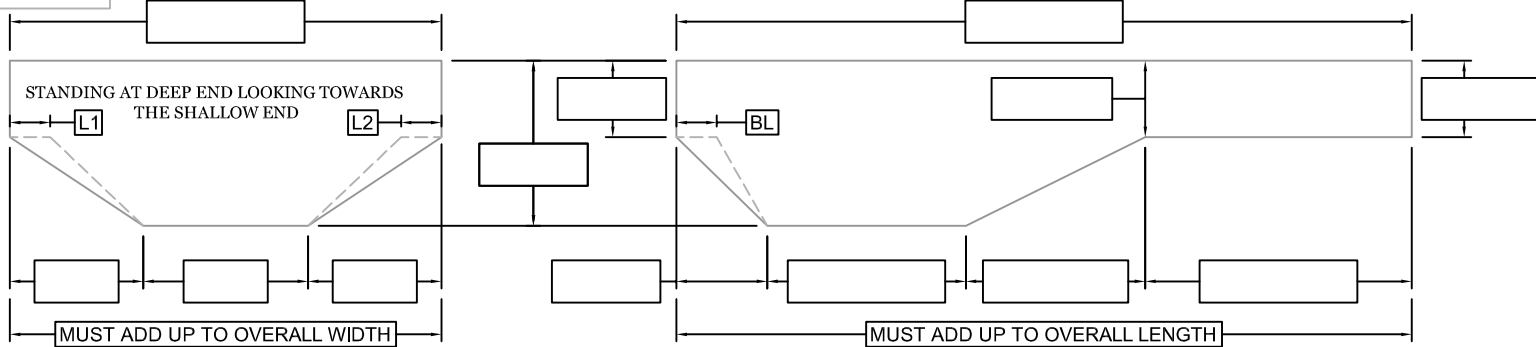 STANDING AT DEEP END LOOKING TOWARDS
THE SHALLOW END
L1
L2
BL
MUST ADD UP TO OVERALL WIDTH
MUST ADD UP TO OVERALL LENGTH